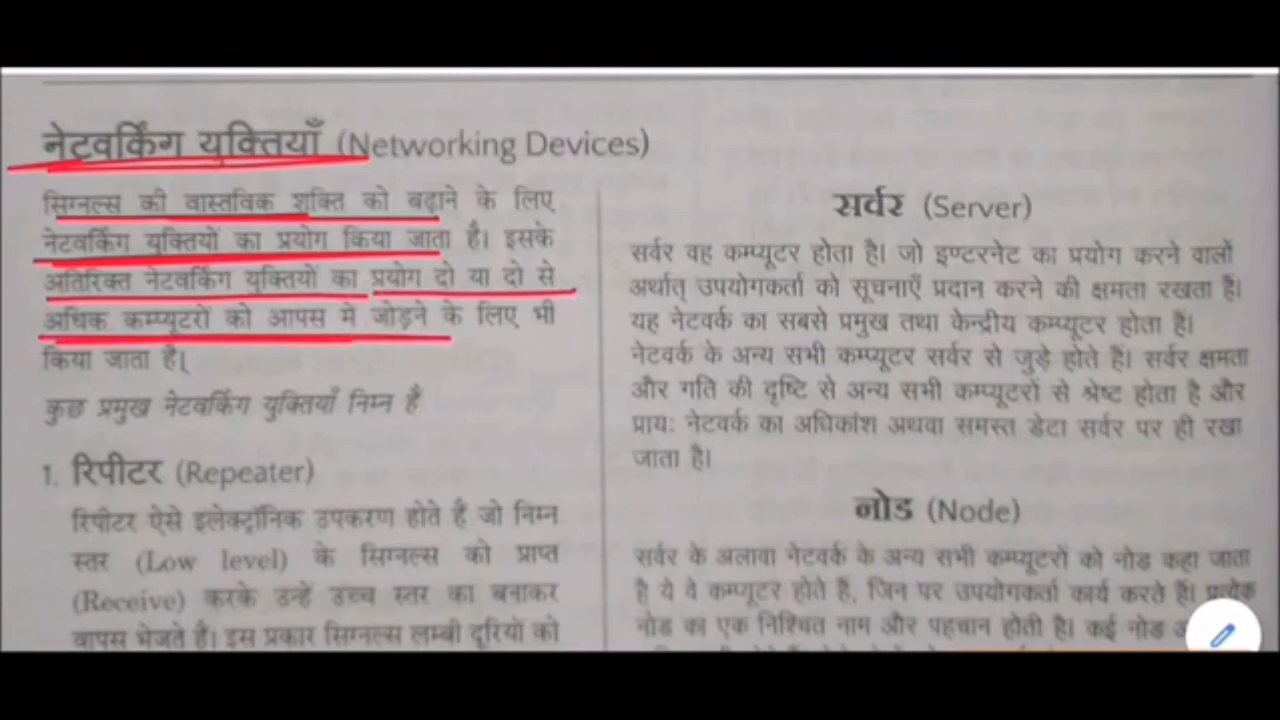 नेटवर्किंग युक्तियाँ (Networking Devices)
सिग्नल्स की वास्तविक शक्ति को बढ़ाने के लिए
नेटवर्किंग युक्तियों का प्रयोग किया जाता है। इसके
अतिरिक्त नेटवर्किंग युक्तियों का प्रयोग दो या दो से
अधिक कम्प्यूटरों को आपस में जोड़ने के लिए भी
किया जाता है।
कुछ प्रमुख नेटवर्किंग युक्तियाँ निम्न हैं
1. रिपीटर (Repeater)
रिपीटर ऐसे इलेक्ट्रॉनिक उपकरण होते हैं जो निम्न
स्तर (Low level) के सिग्नल्स को प्राप्त
(Receive) करके उन्हें उच्च स्तर का बनाकर
वापस भेजते हैं। इस प्रकार सिग्नल्स लम्बी दूरियों को
सर्वर (Server)
सर्वर वह कम्प्यूटर होता है। जो इण्टरनेट का प्रयोग करने वालों
अर्थात् उपयोगकर्ता को सूचनाएँ प्रदान करने की क्षमता रखता है।
यह नेटवर्क का सबसे प्रमुख तथा केन्द्रीय कम्प्यूटर होता है।
नेटवर्क के अन्य सभी कम्प्यूटर सर्वर से जुड़े होते हैं। सर्वर क्षमता
और गति की दृष्टि से अन्य सभी कम्प्यूटरों से श्रेष्ट होता है और
प्राय: नेटवर्क का अधिकांश अथवा समस्त डेटा सर्वर पर ही रखा
जाता है।
नोड (Node)
सर्वर के अलावा नेटवर्क के अन्य सभी कम्प्यूटरों को नोड कहा जाता
है ये वे कम्प्यूटर होते हैं, जिन पर उपयोगकर्ता कार्य करते हैं। प्रत्येक
नोड का एक निश्चित नाम और पहचान होती है। कई नोड